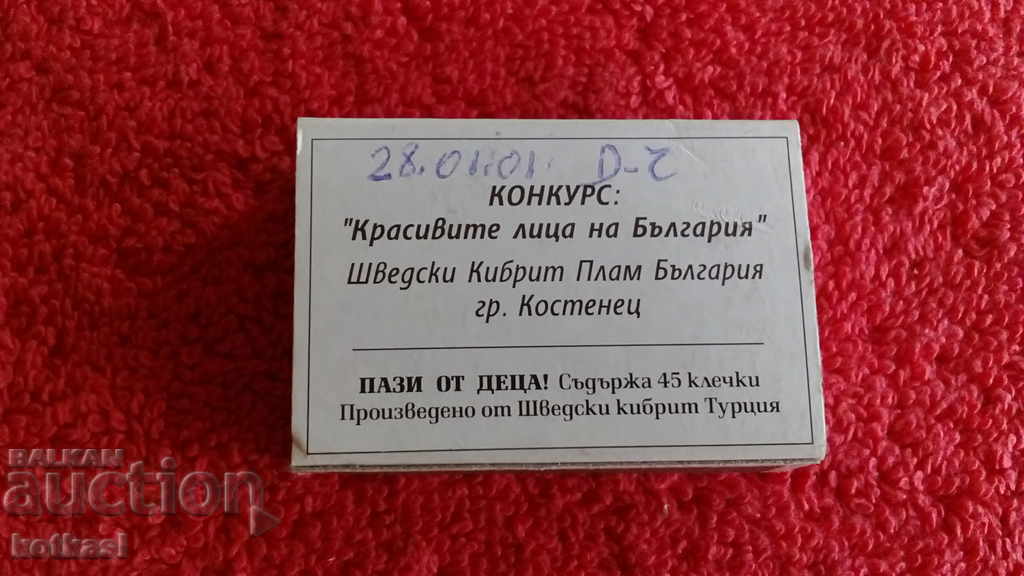 28.01.01. D-Z
КОНКУРС:
"Красивите лица на България"
Шведски Кибрит Плам България
гр. Костенец
ПАЗИ ОТ ДЕЦА! Съдържа 45 клечки
Произведено от Шведски кибрит Турция
BALKAN
auction
kotkasl